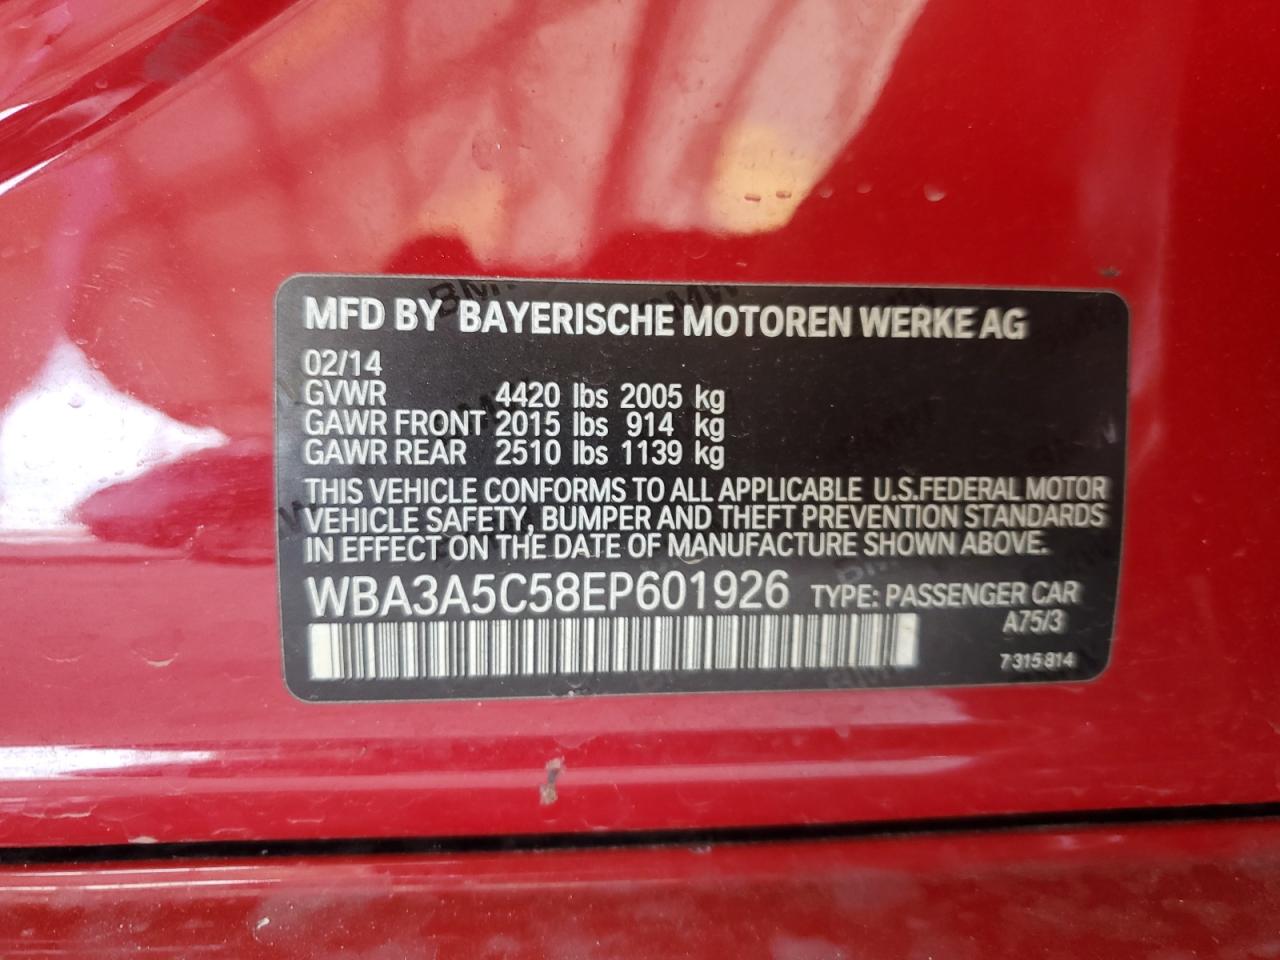 MFD BY BAYERISCHE MOTOREN WERKE AG
02/14
GVWR 4420 lbs 2005 kg
GAWR FRONT 2015 lbs 914 kg
GAWR REAR 2510 lbs 1139 kg
THIS VEHICLE CONFORMS TO ALL APPLICABLE U.S.FEDERAL MOTOR
VEHICLE SAFETY, BUMPER AND THEFT PREVENTION STANDARDS
IN EFFECT ON THE DATE OF MANUFACTURE SHOWN ABOVE.
WBA3A5C58EP601926 TYPE: PASSENGER CAR
A75/3
7 315 814